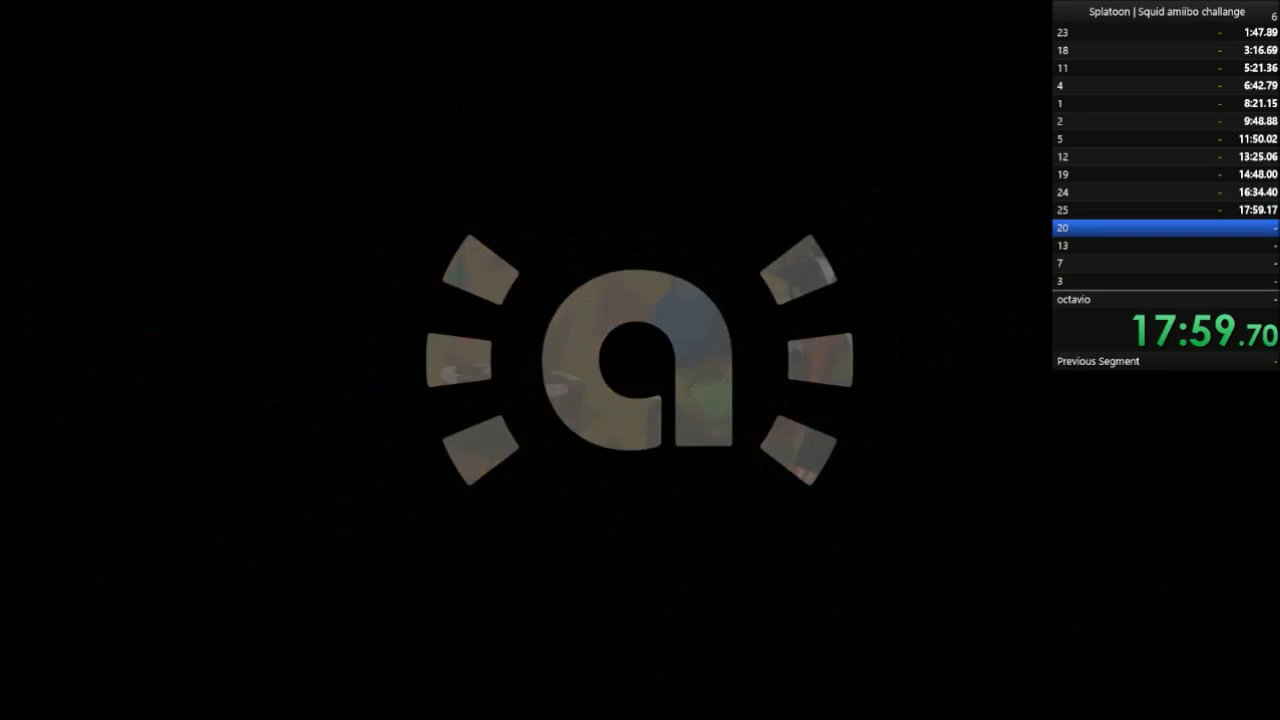 Splatoon | Squid amiibo challange
6
23 - 1:47.89
18 - 3:16.69
11 - 5:21.36
4 - 6:42.79
1 - 8:21.15
2 - 9:48.88
5 - 11:50.02
12 - 13:25.06
19 - 14:48.00
24 - 16:34.40
25 - 17:59.17
20 -
13 -
7 -
3 -
octavio -
17:59.70
Previous Segment -
a